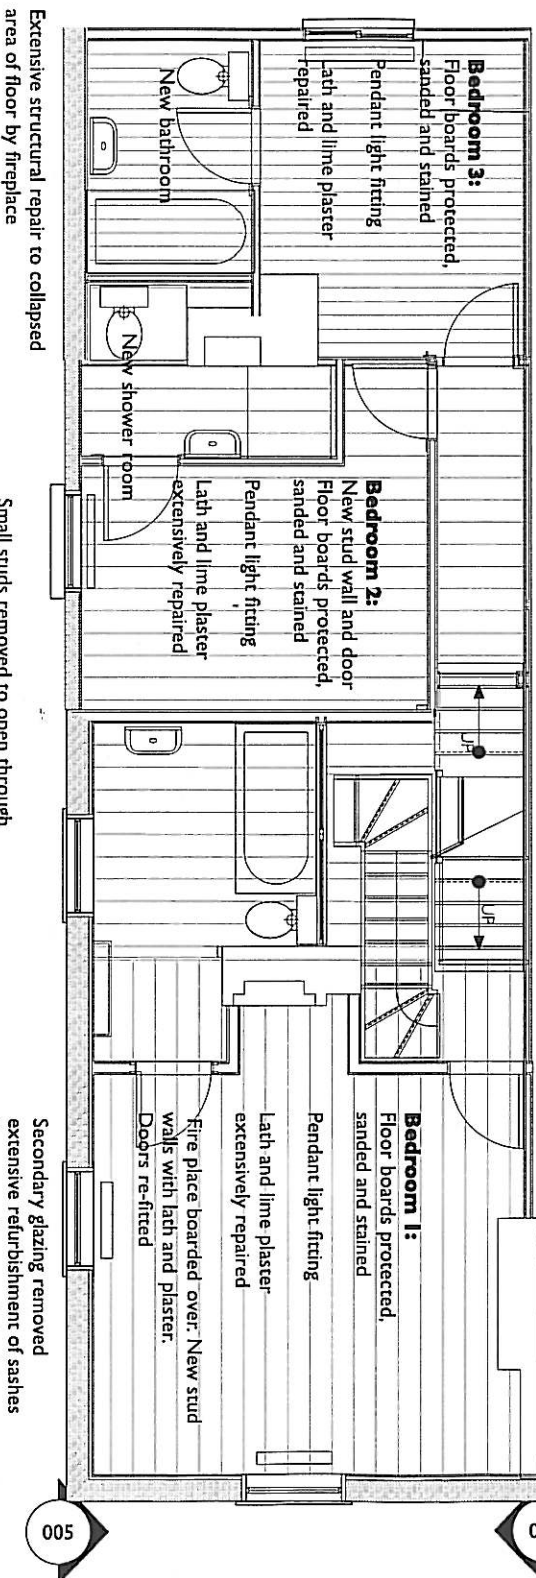 Bedroom 3:
Floor boards protected,
sanded and stained
Pendant light fitting
Lath and lime plaster
repaired
New bathroom
Extensive structural repair to collapsed
area of floor by fireplace
New shower room
Bedroom 2:
New stud wall and door
Floor boards protected,
sanded and stained
Pendant light fitting
Lath and lime plaster
extensively repaired
Small studs removed to open through
UP
UP
Bedroom 1:
Floor boards protected,
sanded and stained
Pendant light fitting
Lath and lime plaster
extensively repaired
Fire place boarded over. New stud
walls with lath and plaster.
Doors re-fitted
Secondary glazing removed
extensive refurbishment of sashes
005